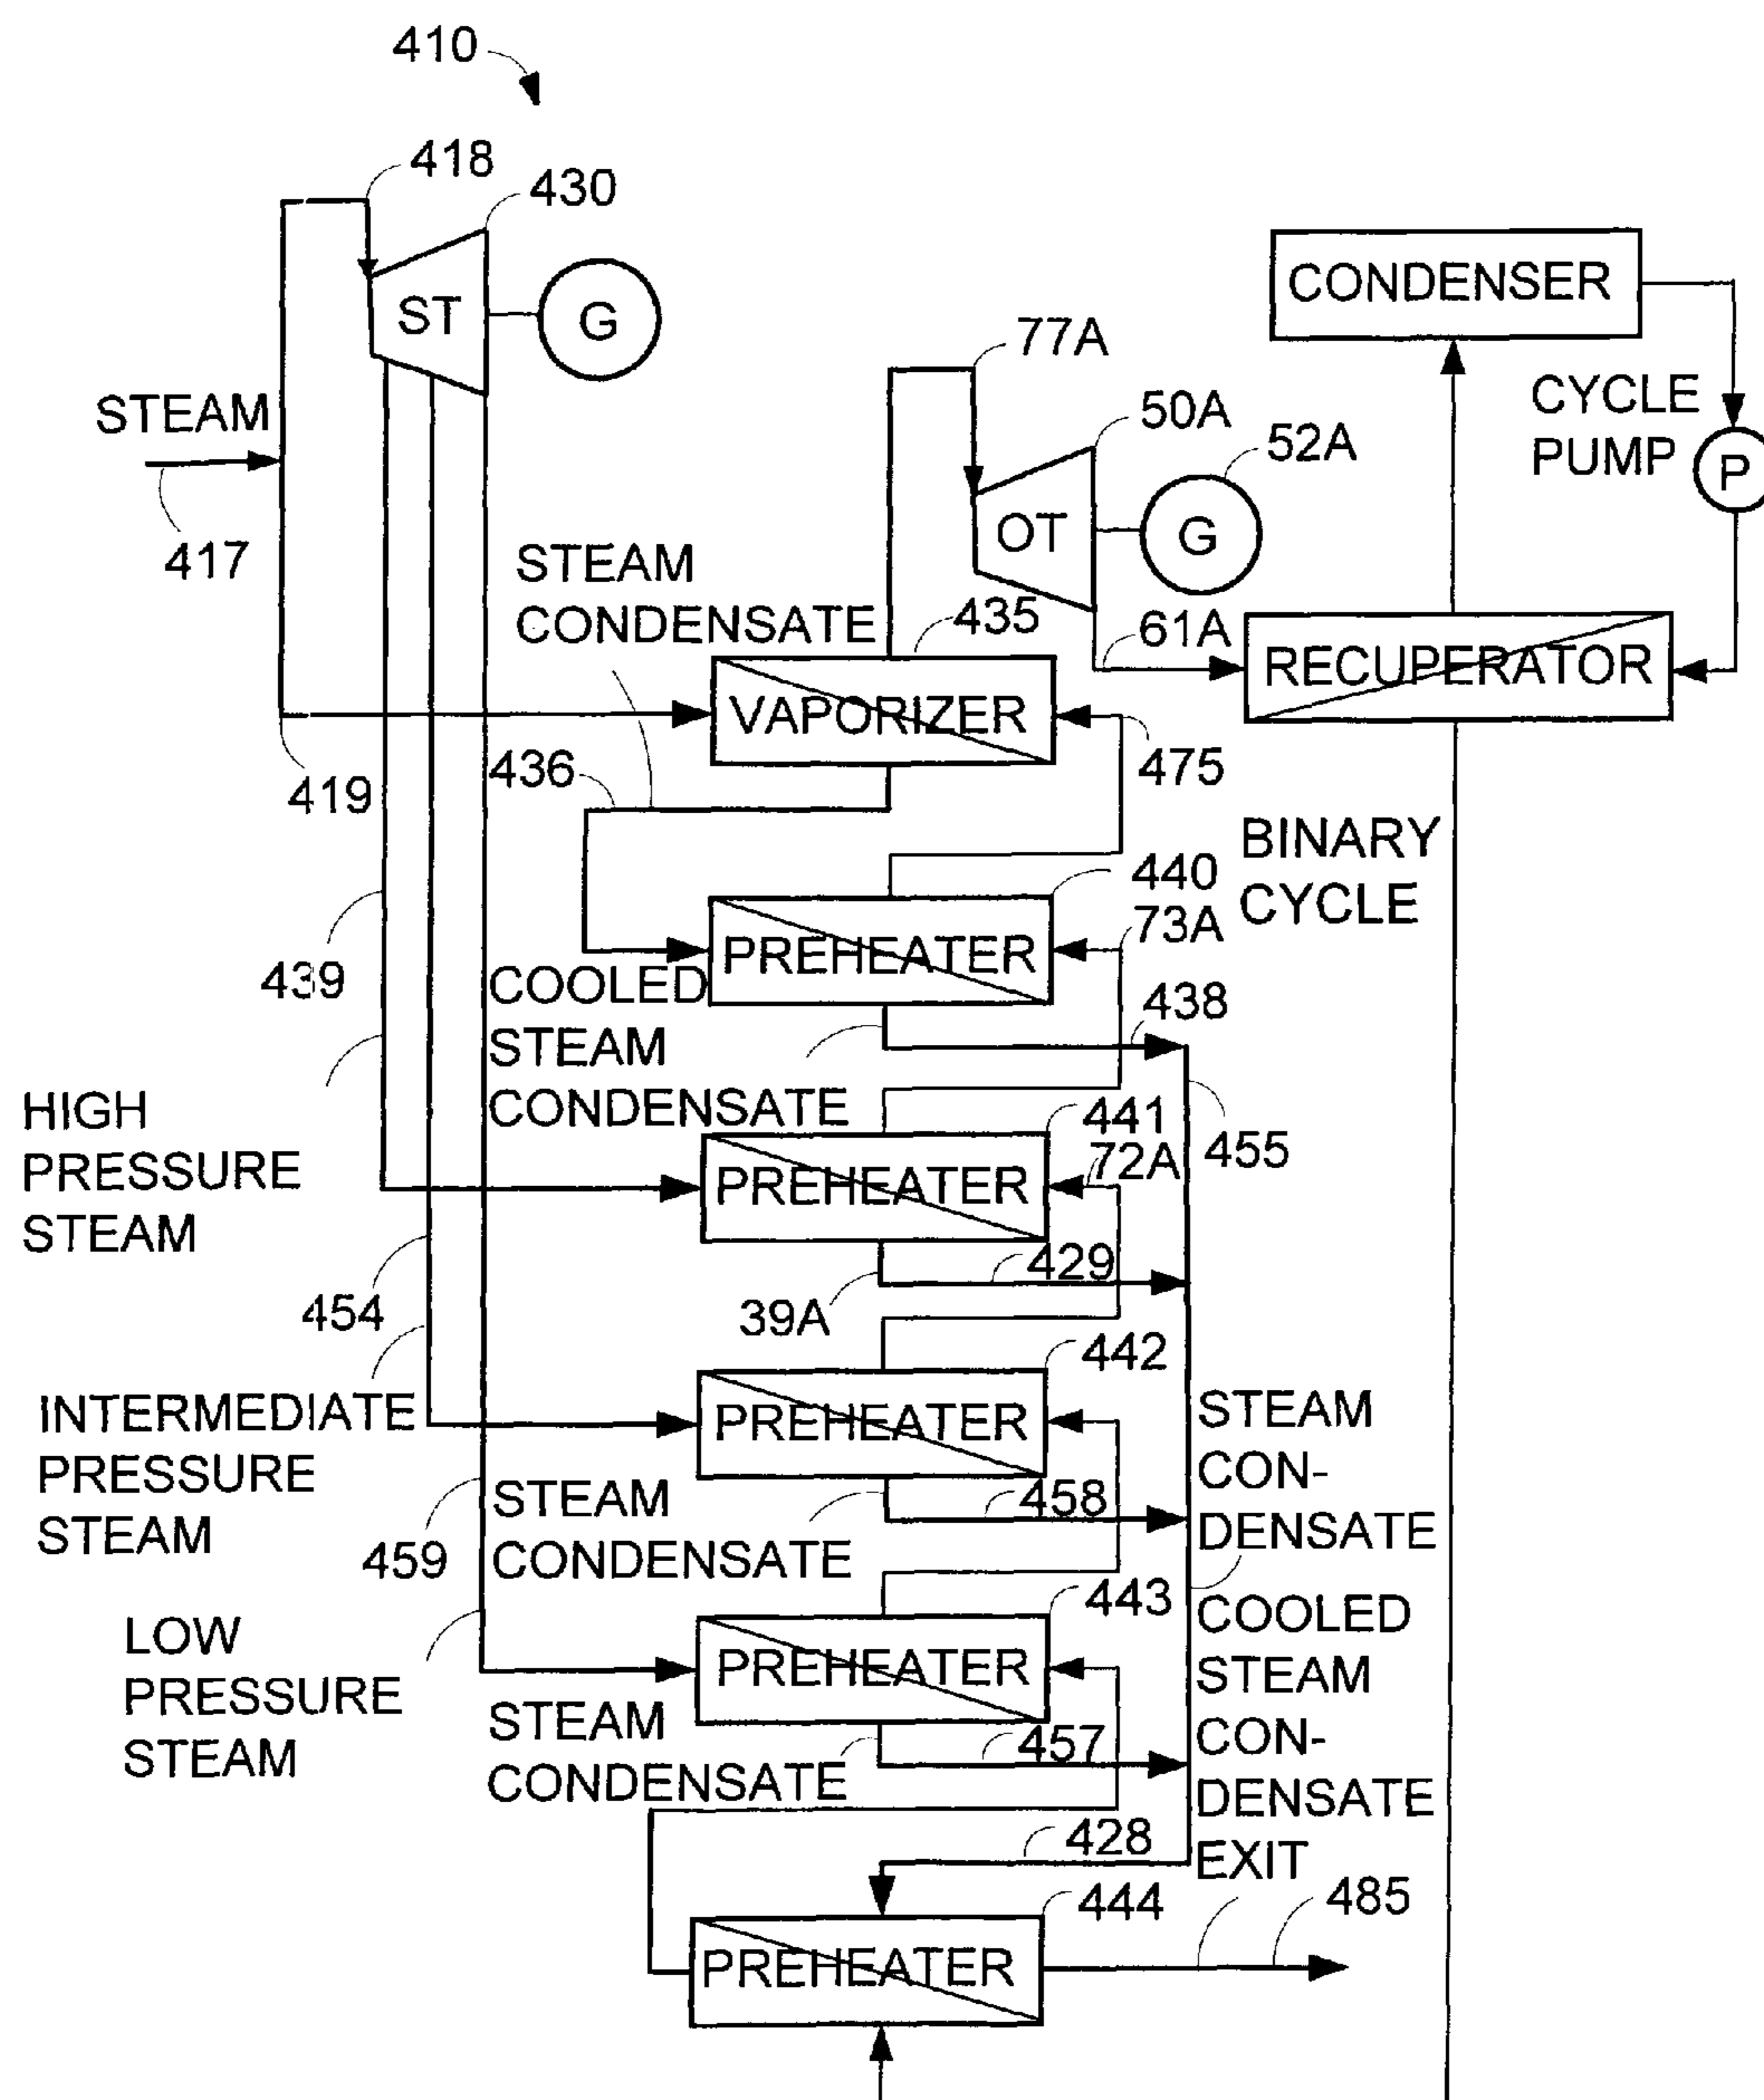 410
418
430
ST
G
STEAM
417
CONDENSER
77A
CYCLE
PUMP
P
50A
52A
OT
G
STEAM
CONDENSATE
435
61A
RECUPERATOR
VAPORIZER
436
475
419
BINARY
CYCLE
440
73A
PREHEATER
439
COOLED
STEAM
CONDENSATE
438
HIGH
PRESSURE
STEAM
441
72A
455
PREHEATER
429
39A
454
442
INTERMEDIATE
PRESSURE
STEAM
PREHEATER
STEAM
CON-
DENSATE
STEAM
CONDENSATE
458
459
443
COOLED
STEAM
CON-
DENSATE
EXIT
LOW
PRESSURE
STEAM
PREHEATER
STEAM
CONDENSATE
457
428
444
485
PREHEATER